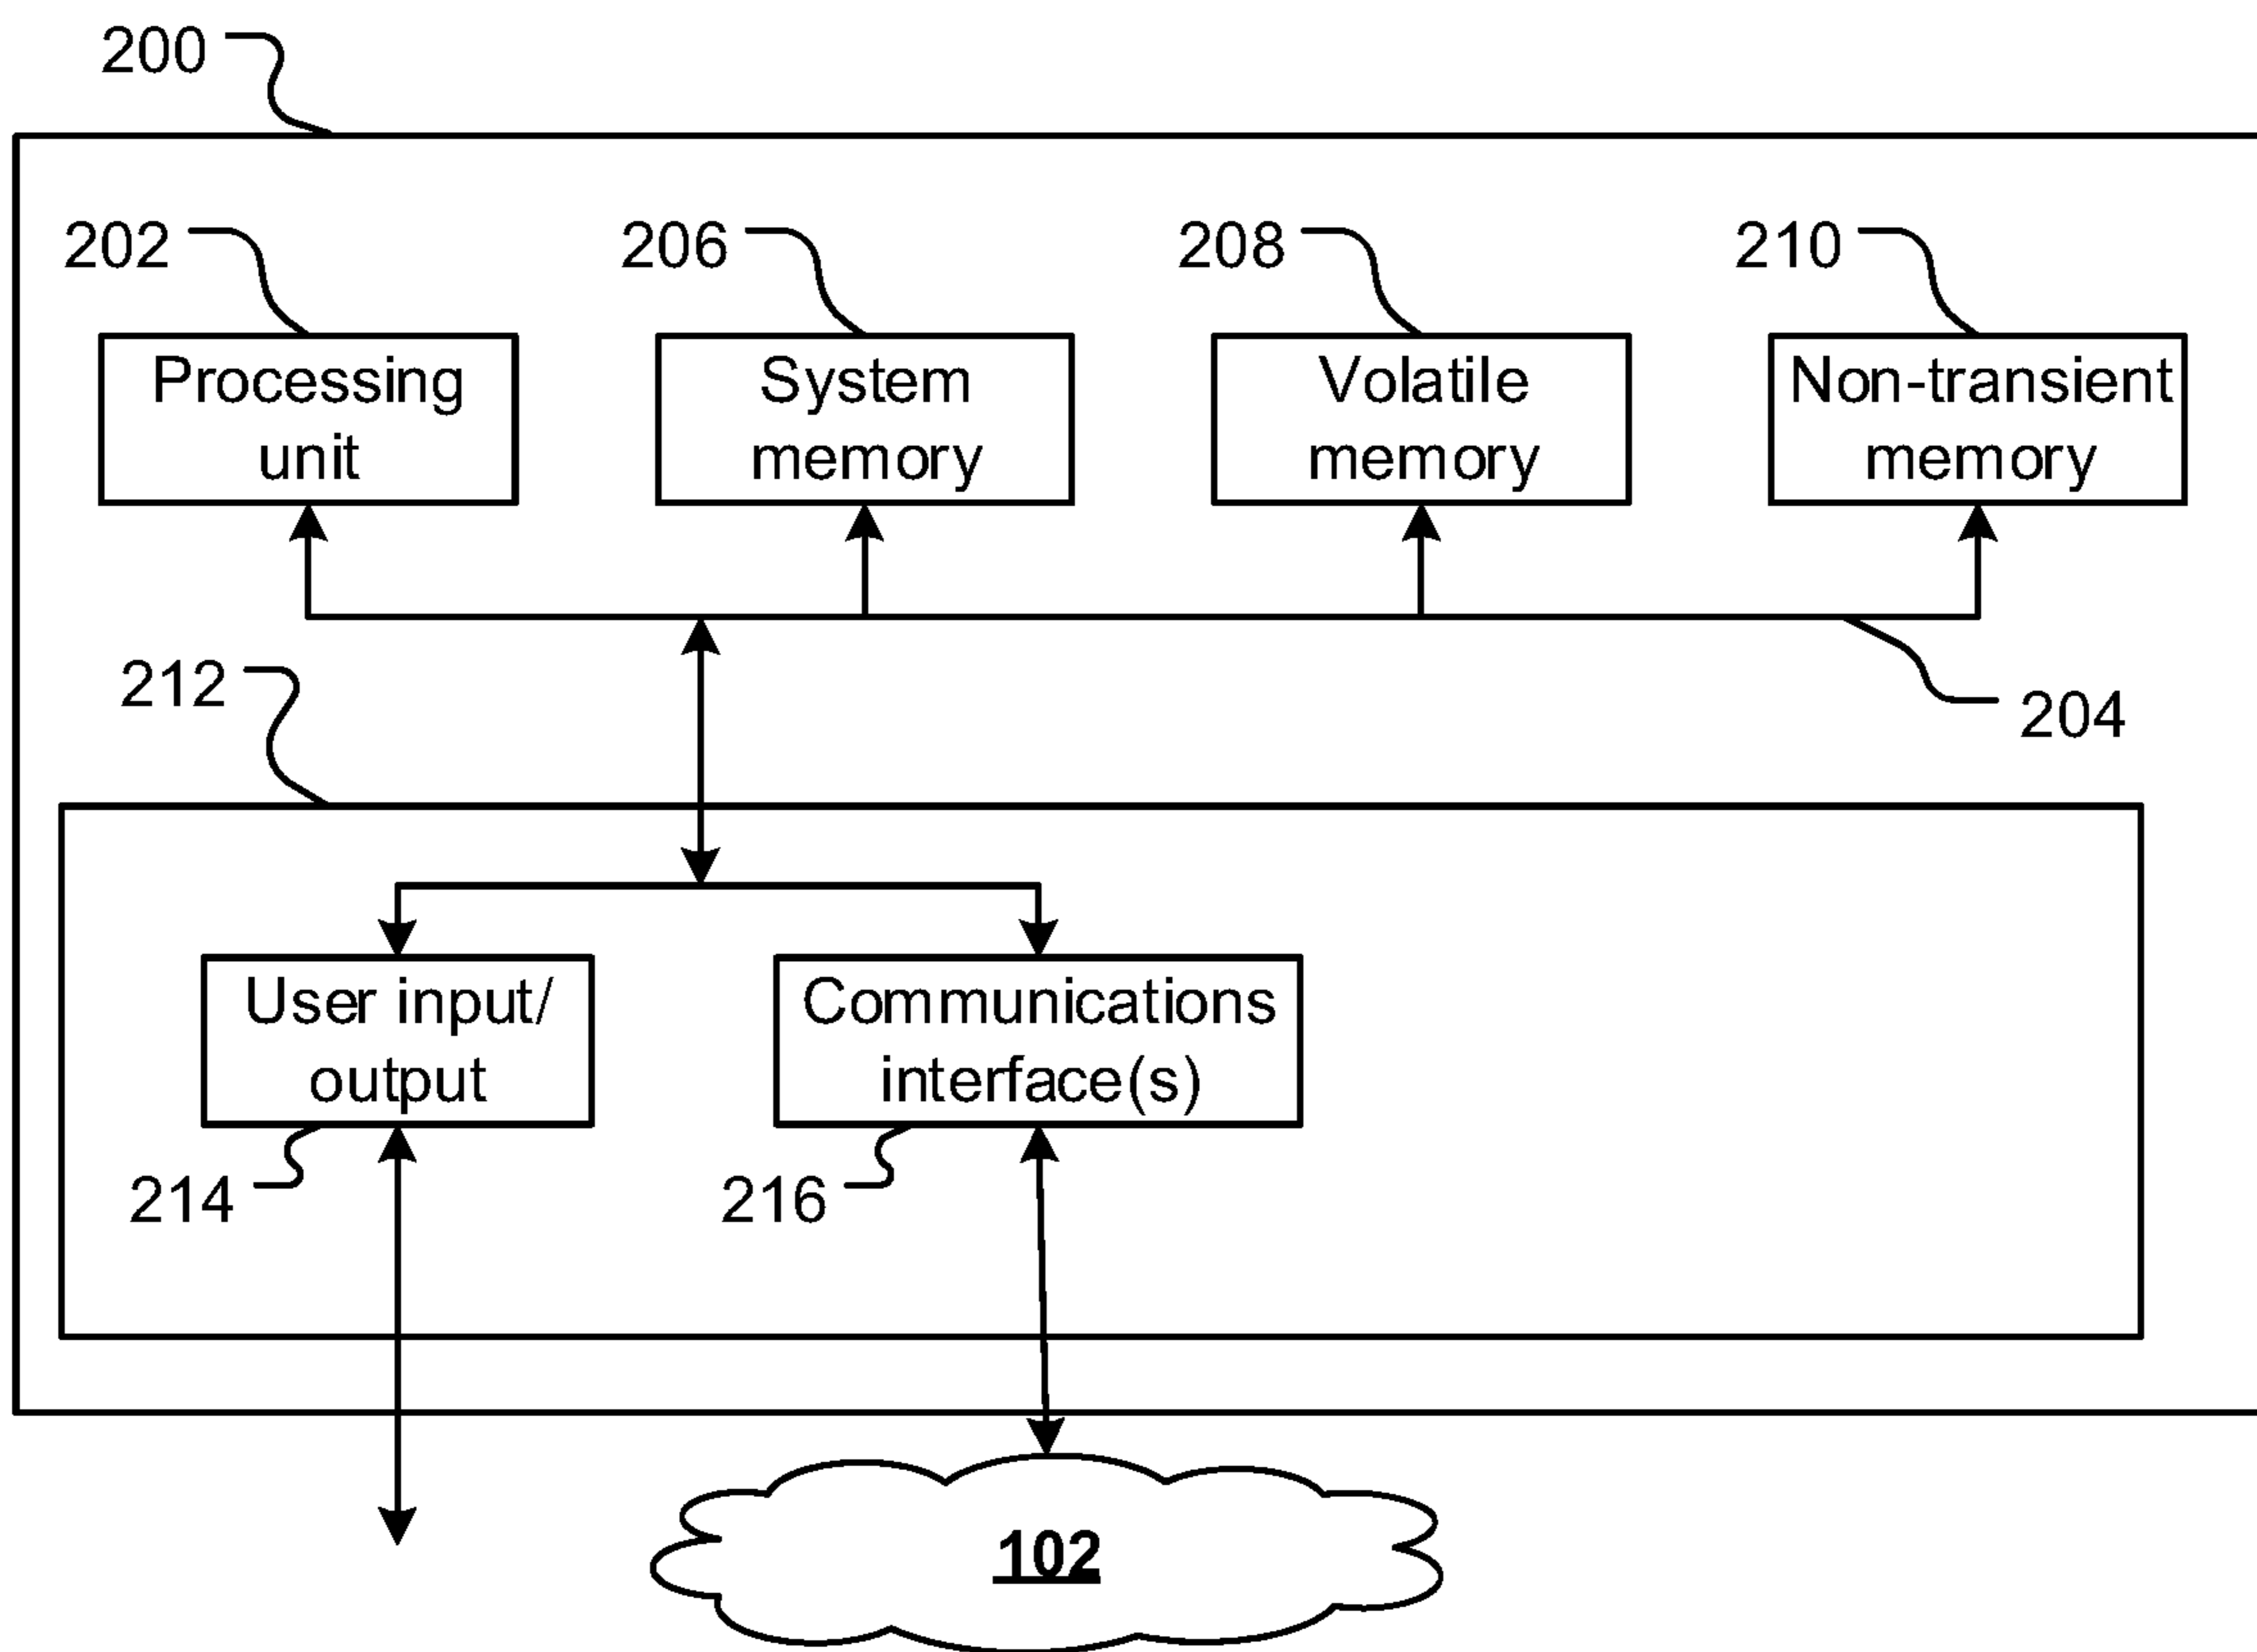 200
202
206
208
210
Processing
unit
System
memory
Volatile
memory
Non-transient
memory
212
204
User input/
output
Communications
interface(s)
214
216
102